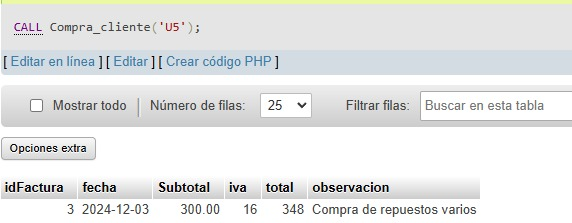 CALL Compra_cliente('U5');
[ Editar en línea ] [ Editar ] [ Crear código PHP ]
Mostrar todo Número de filas: 25 Filtrar filas: Buscar en esta tabla
Opciones extra
idFactura fecha Subtotal iva total observacion
3 2024-12-03 300.00 16 348 Compra de repuestos varios